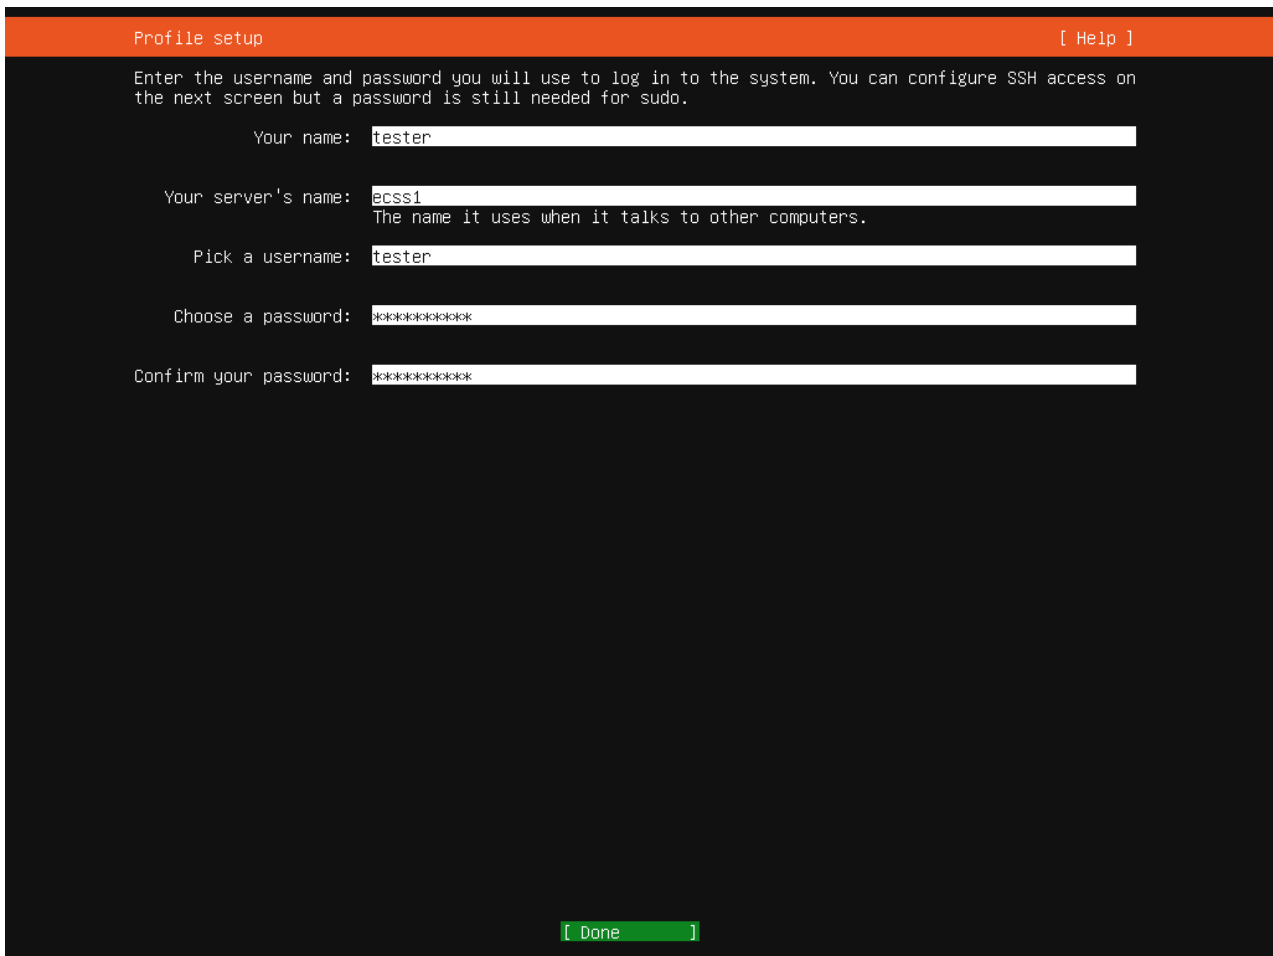 Profile setup [ Help ]
Enter the username and password you will use to log in to the system. You can configure SSH access on
the next screen but a password is still needed for sudo.
Your name: tester
Your server's name: ecss1
The name it uses when it talks to other computers.
Pick a username: tester
Choose a password: **********
Confirm your password: **********
[ Done ]